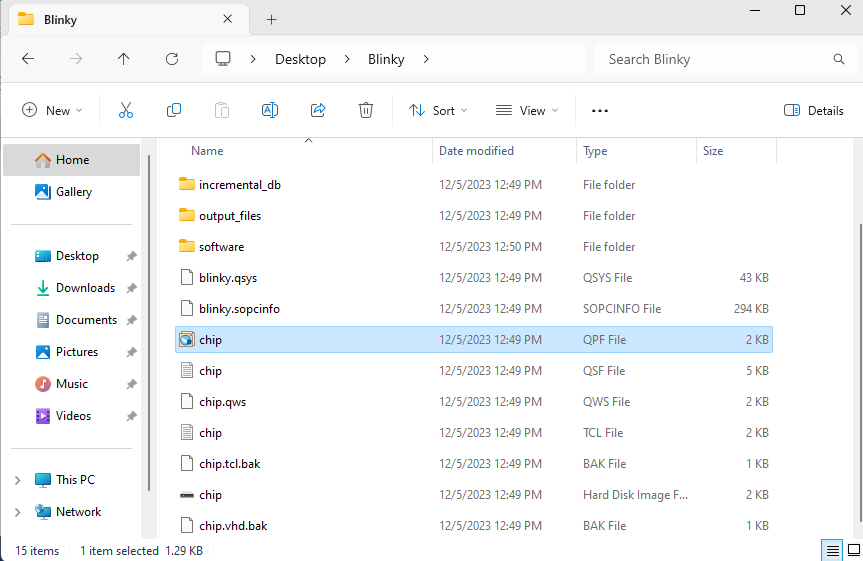 Blinky
Desktop Blinky Search Blinky
New Sort View Details
Name Date modified Type Size
Home
Gallery
Desktop
Downloads
Documents
Pictures
Music
Videos
This PC
Network
incremental_db 12/5/2023 12:49 PM File folder
output_files 12/5/2023 12:49 PM File folder
software 12/5/2023 12:50 PM File folder
blinky.qsys 12/5/2023 12:49 PM QSYS File 43 KB
blinky.sopcinfo 12/5/2023 12:49 PM SOPCINFO File 294 KB
chip 12/5/2023 12:49 PM QPF File 2 KB
chip 12/5/2023 12:49 PM QSF File 5 KB
chip.qws 12/5/2023 12:49 PM QWS File 2 KB
chip 12/5/2023 12:49 PM TCL File 2 KB
chip.tcl.bak 12/5/2023 12:49 PM BAK File 1 KB
chip 12/5/2023 12:49 PM Hard Disk Image F... 2 KB
chip.vhd.bak 12/5/2023 12:49 PM BAK File 1 KB
15 items 1 item selected 1.29 KB